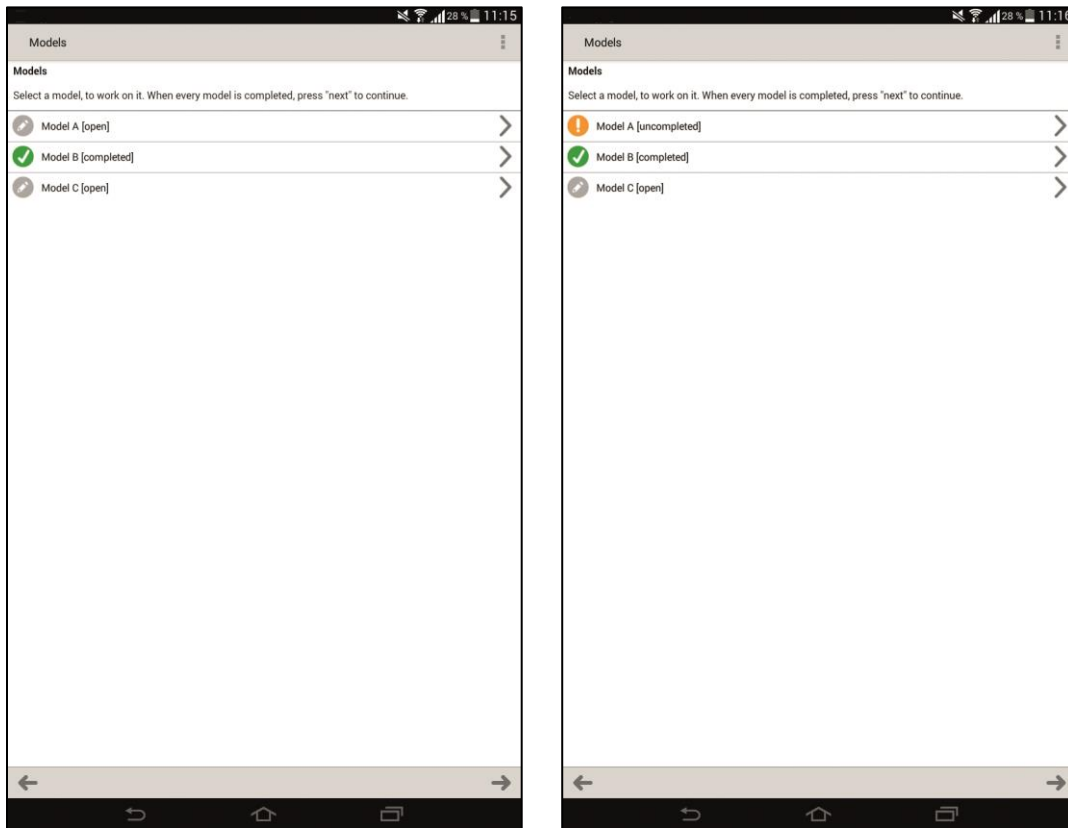 28 % 11:15
Models
Models
Select a model, to work on it. When every model is completed, press "next" to continue.
Model A [open]
Model B [completed]
Model C [open]
28 % 11:16
Models
Models
Select a model, to work on it. When every model is completed, press "next" to continue.
Model A [uncompleted]
Model B [completed]
Model C [open]